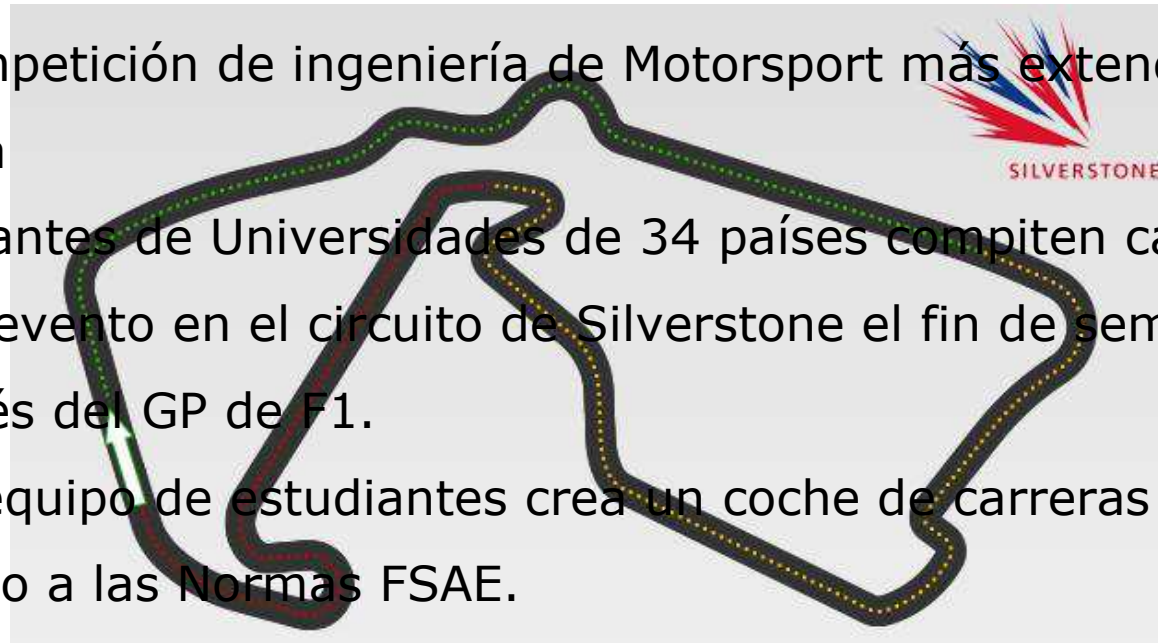 mpetición de ingeniería de Motorsport más extend
SILVERSTONE
antes de Universidades de 34 países compiten ca
evento en el circuito de Silverstone el fin de sem
és del GP de F1.
equipo de estudiantes crea un coche de carreras
o a las Normas FSAE.